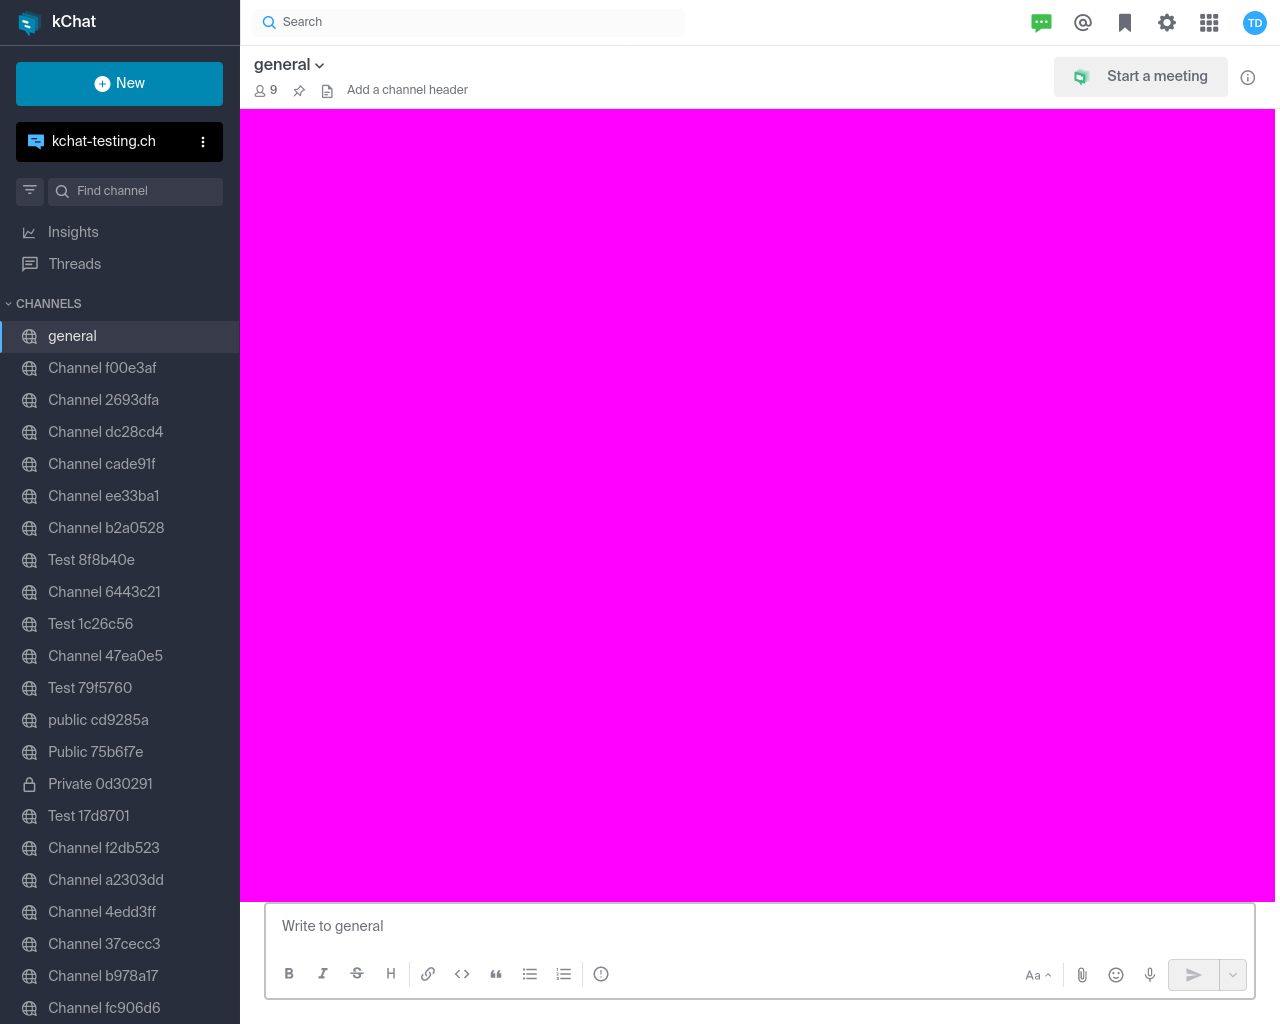 kChat
Search
TD
New
kchat-testing.ch
Find channel
Insights
Threads
CHANNELS
general
Channel f00e3af
Channel 2693dfa
Channel dc28cd4
Channel cade91f
Channel ee33ba1
Channel b2a0528
Test 8f8b40e
Channel 6443c21
Test 1c26c56
Channel 47ea0e5
Test 79f5760
public cd9285a
Public 75b6f7e
Private 0d30291
Test 17d8701
Channel f2db523
Channel a2303dd
Channel 4edd3ff
Channel 37cecc3
Channel b978a17
Channel fc906d6
general
9 Add a channel header
Start a meeting
Write to general
B I S H Aa